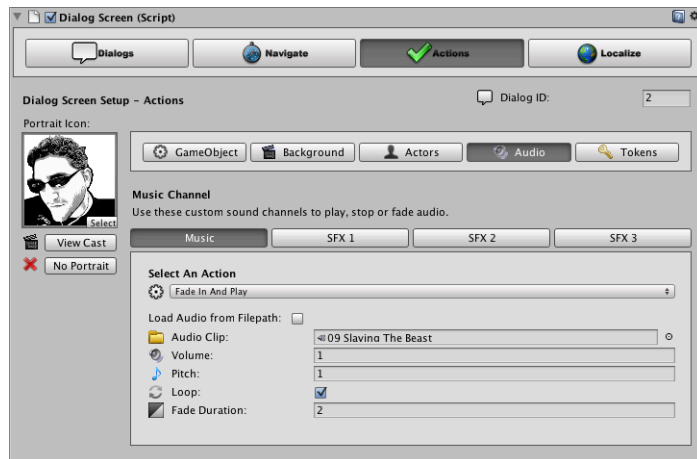 Dialog Screen (Script)
Dialogs Navigate Actions Localize
Dialog Screen Setup – Actions Dialog ID: 2
Portrait Icon:
GameObject Background Actors Audio Tokens
Select
View Cast
No Portrait
Music Channel
Use these custom sound channels to play, stop or fade audio.
Music SFX 1 SFX 2 SFX 3
Select An Action
Fade In And Play
Load Audio from Filepath:
Audio Clip: 09 Slaying The Beast
Volume: 1
Pitch: 1
Loop:
Fade Duration: 2